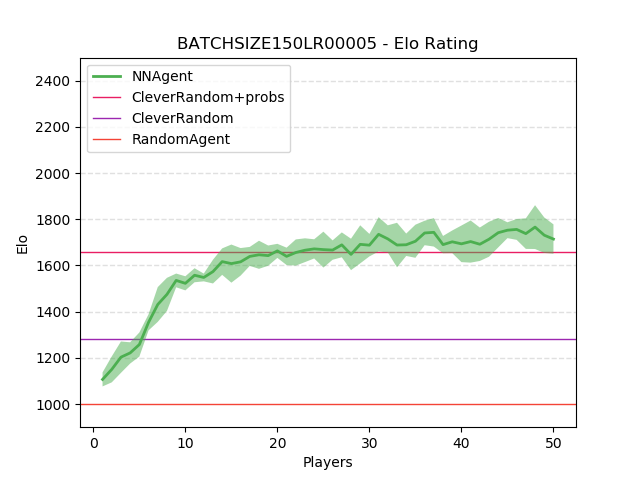 BATCHSIZE150LR00005 - Elo Rating
NNAgent
CleverRandom+probs
CleverRandom
RandomAgent
2400
2200
2000
1800
1600
1400
1200
1000
Elo
0 10 20 30 40 50
Players